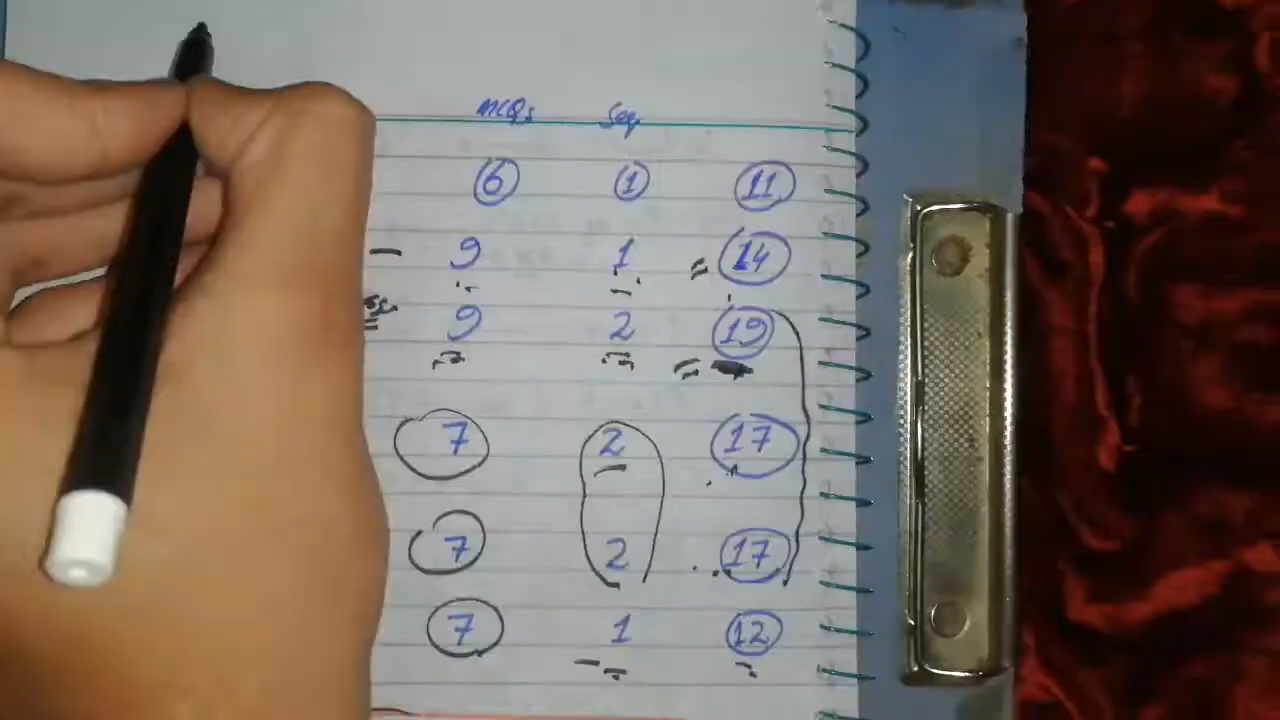 MCQs Seq
6 1 11
9 1 = 14
9 2 = 19
7 2 17
7 2 17
7 1 12